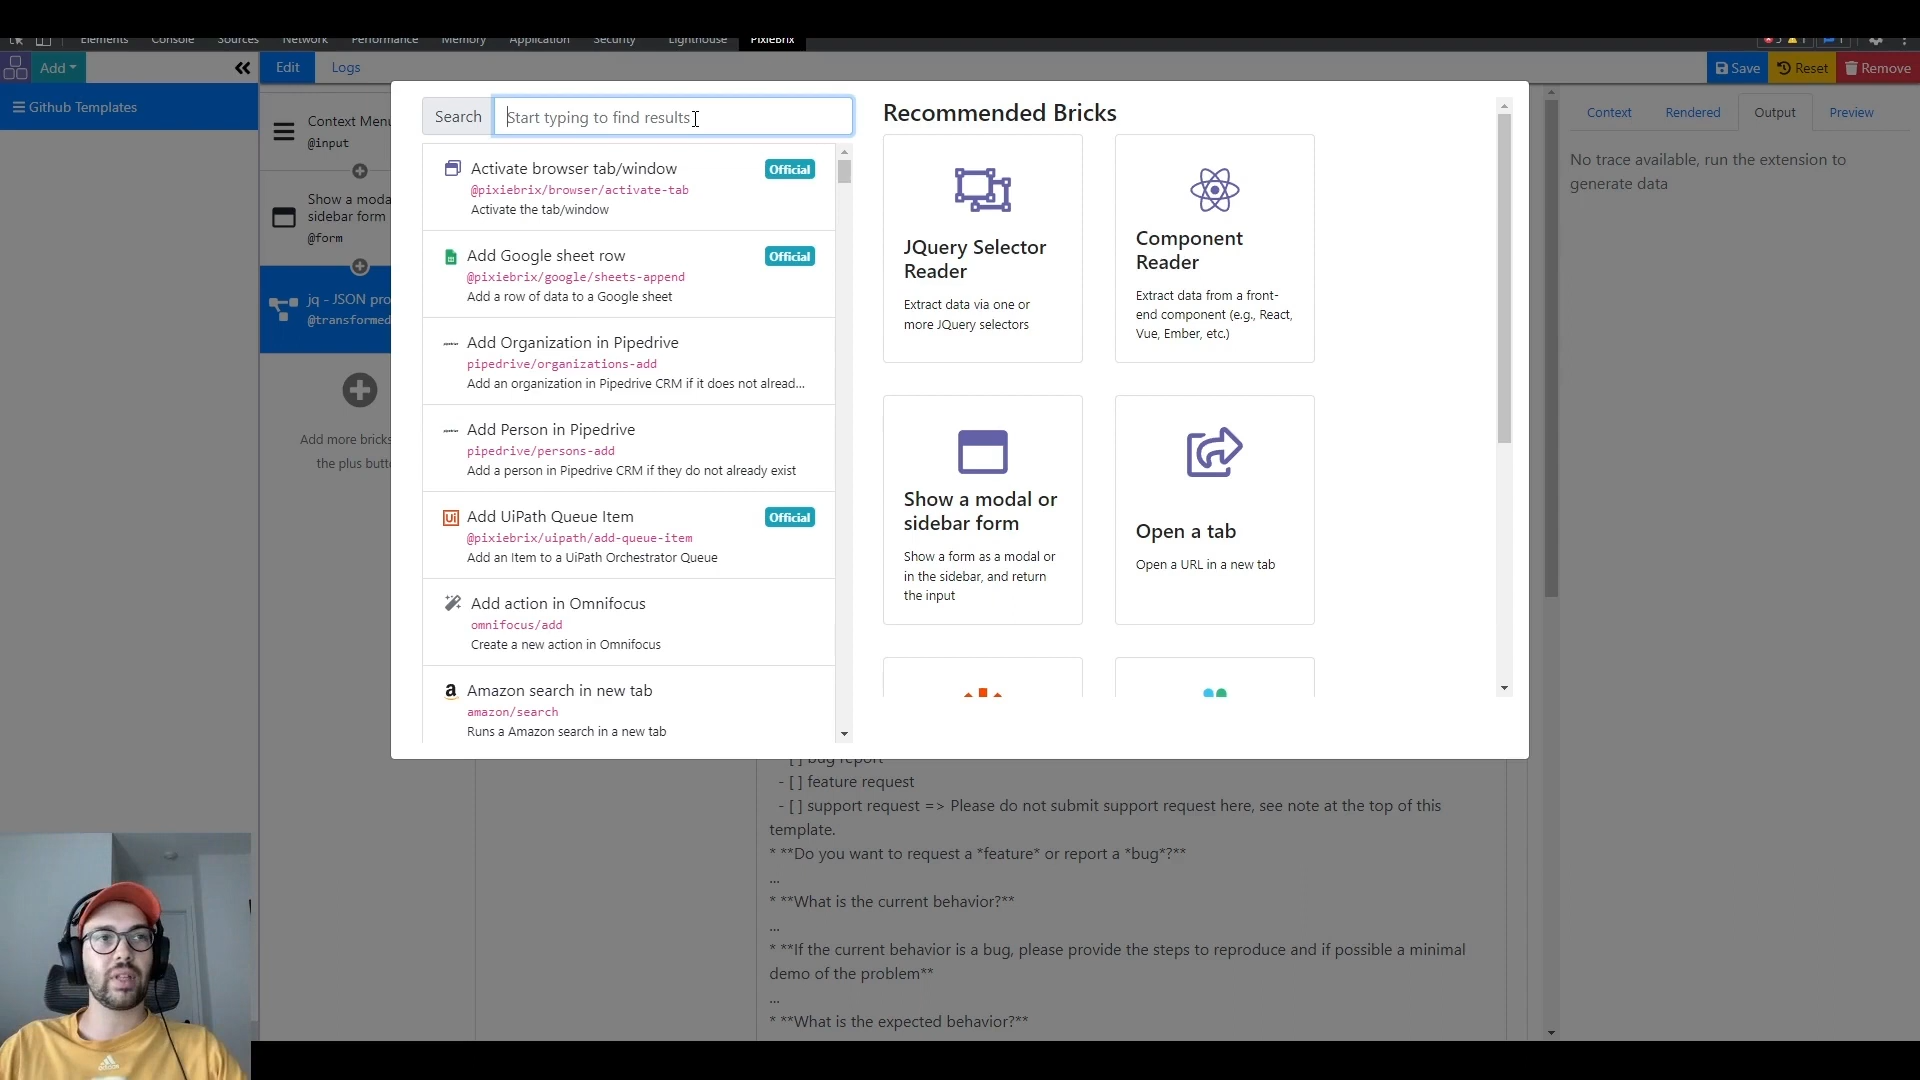 Elements Console Sources Network Performance Memory Application Security Lighthouse PixieBrix
Add
Edit Logs
Save Reset Remove
Github Templates
Context Menu
@input
Show a moda
sidebar form
@form
jq - JSON pro
@transformed
Add more bricks
the plus butt
Search
Start typing to find results
Activate browser tab/window
Official
@pixiebrix/browser/activate-tab
Activate the tab/window
Add Google sheet row
Official
@pixiebrix/google/sheets-append
Add a row of data to a Google sheet
Add Organization in Pipedrive
pipedrive/organizations-add
Add an organization in Pipedrive CRM if it does not alread...
Add Person in Pipedrive
pipedrive/persons-add
Add a person in Pipedrive CRM if they do not already exist
Add UiPath Queue Item
Official
@pixiebrix/uipath/add-queue-item
Add an Item to a UiPath Orchestrator Queue
Add action in Omnifocus
omnifocus/add
Create a new action in Omnifocus
Amazon search in new tab
amazon/search
Runs a Amazon search in a new tab
Recommended Bricks
JQuery Selector
Reader
Extract data via one or
more JQuery selectors
Component
Reader
Extract data from a front-
end component (e.g., React,
Vue, Ember, etc.)
Show a modal or
sidebar form
Show a form as a modal or
in the sidebar, and return
the input
Open a tab
Open a URL in a new tab
Context Rendered Output Preview
No trace available, run the extension to
generate data
[ ] bug report
- [ ] feature request
- [ ] support request => Please do not submit support request here, see note at the top of this
template.
* **Do you want to request a *feature* or report a *bug*?**
...
* **What is the current behavior?**
...
* **If the current behavior is a bug, please provide the steps to reproduce and if possible a minimal
demo of the problem**
...
* **What is the expected behavior?**